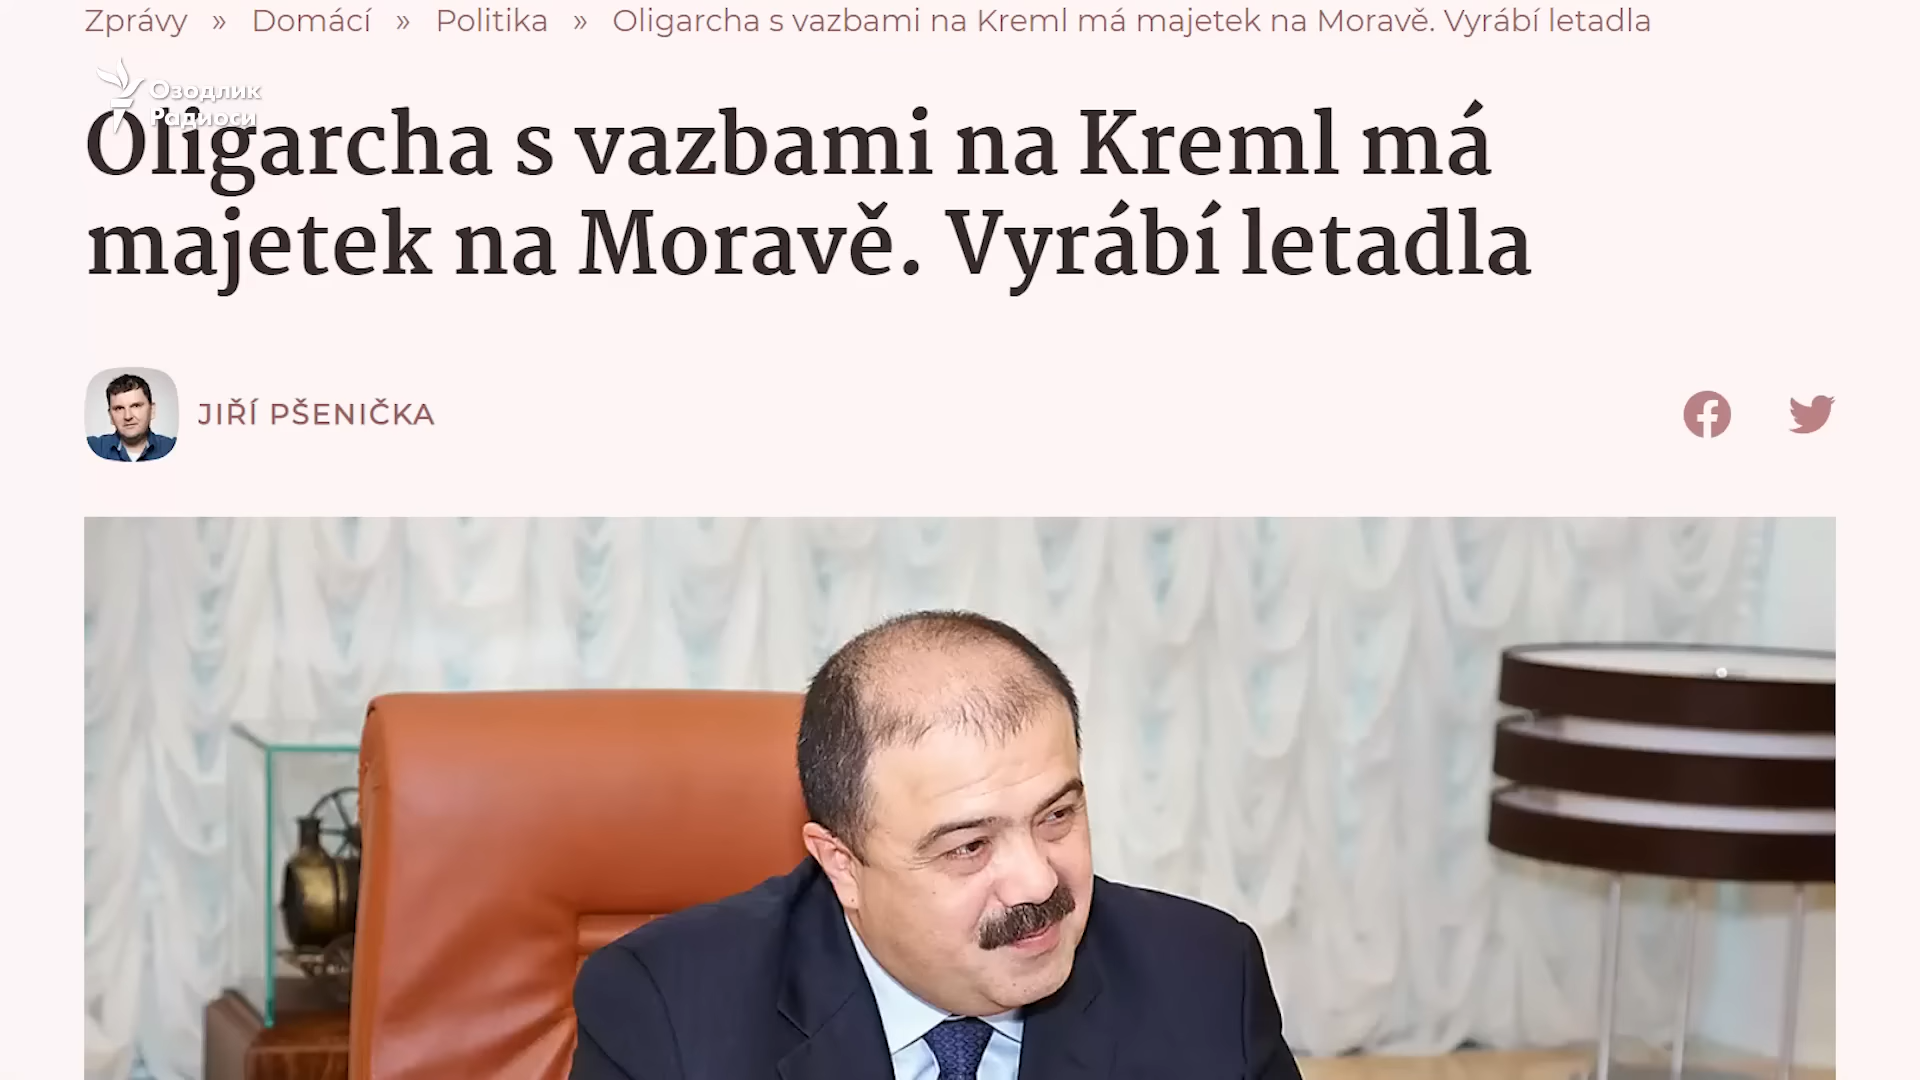 Zprávy » Domácí » Politika » Oligarcha s vazbami na Kreml má majetek na Moravě. Vyrábí letadla
Озодлик
Радиоси
Oligarcha s vazbami na Kreml má
majetek na Moravě. Vyrábí letadla
JIŘÍ PŠENIČKA